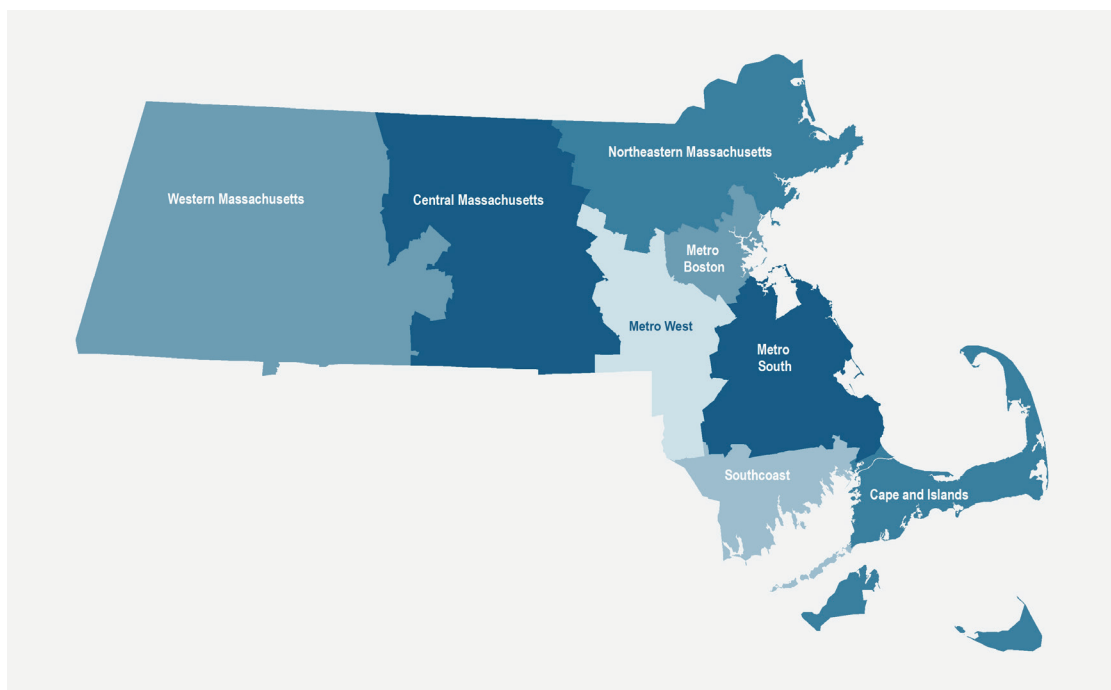 Northeastern Massachusetts
Western Massachusetts
Central Massachusetts
Metro
Boston
Metro West
Metro
South
Southcoast
Cape and Islands